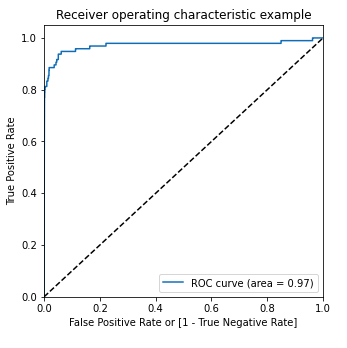 Receiver operating characteristic example
1.0
0.8
0.6
0.4
0.2
0.0
True Positive Rate
ROC curve (area = 0.97)
0.0 0.2 0.4 0.6 0.8 1.0
False Positive Rate or [1 - True Negative Rate]